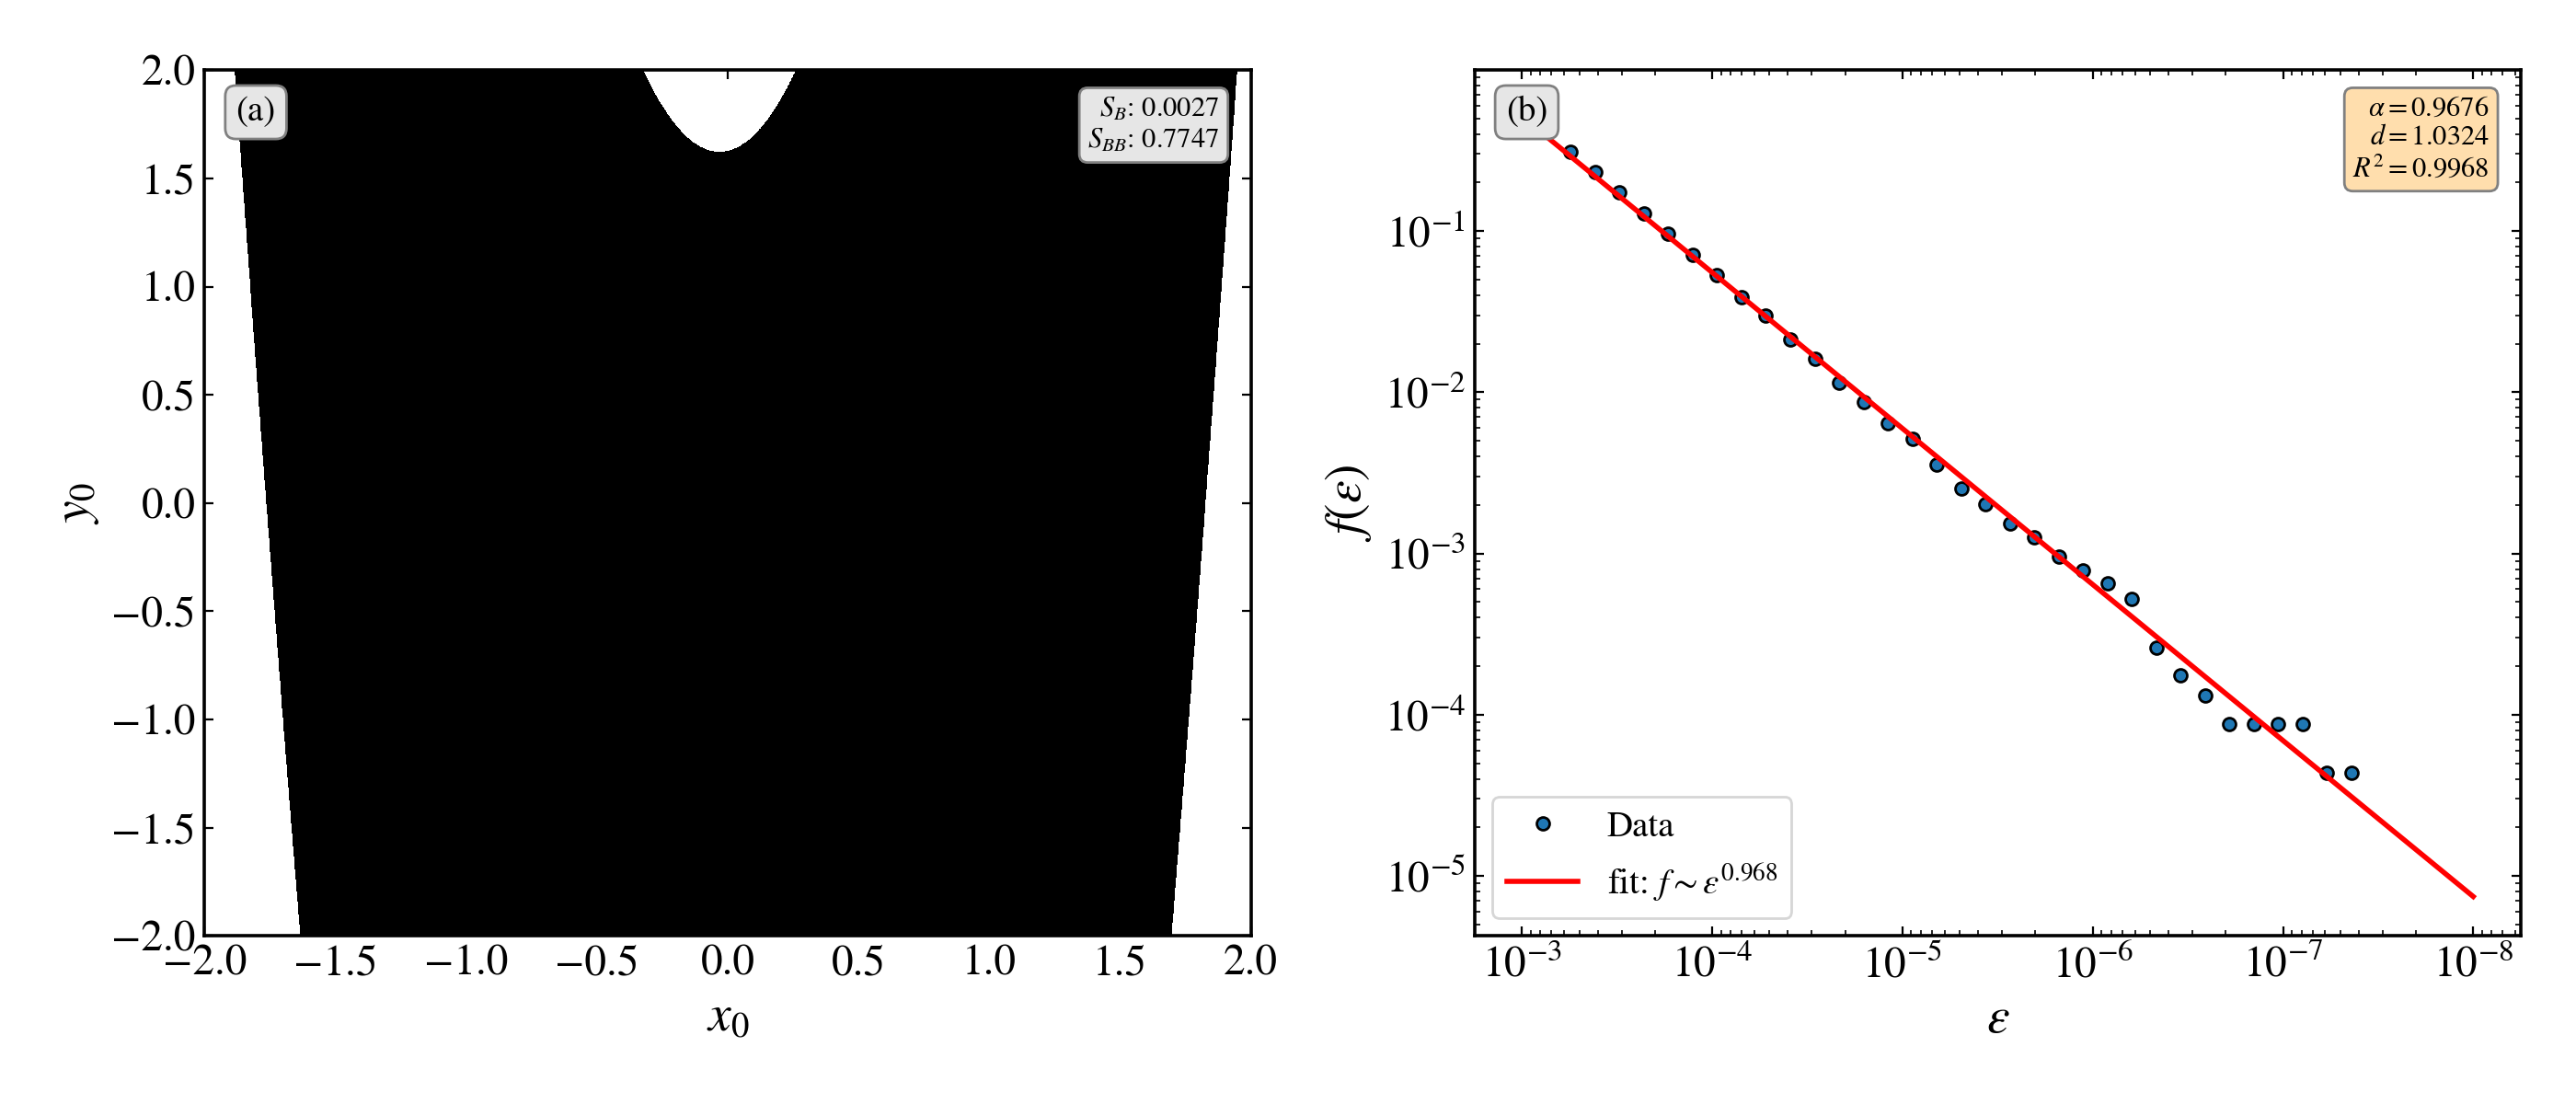 (a)
S_B: 0.0027
S_BB: 0.7747
2.0
1.5
1.0
0.5
0.0
−0.5
−1.0
−1.5
−2.0
y_0
−2.0 −1.5 −1.0 −0.5 0.0 0.5 1.0 1.5 2.0
x_0
(b)
α = 0.9676
d = 1.0324
R^2 = 0.9968
10^−1
10^−2
10^−3
10^−4
10^−5
f(ε)
Data
fit: f ~ ε^0.968
10^−3 10^−4 10^−5 10^−6 10^−7 10^−8
ε